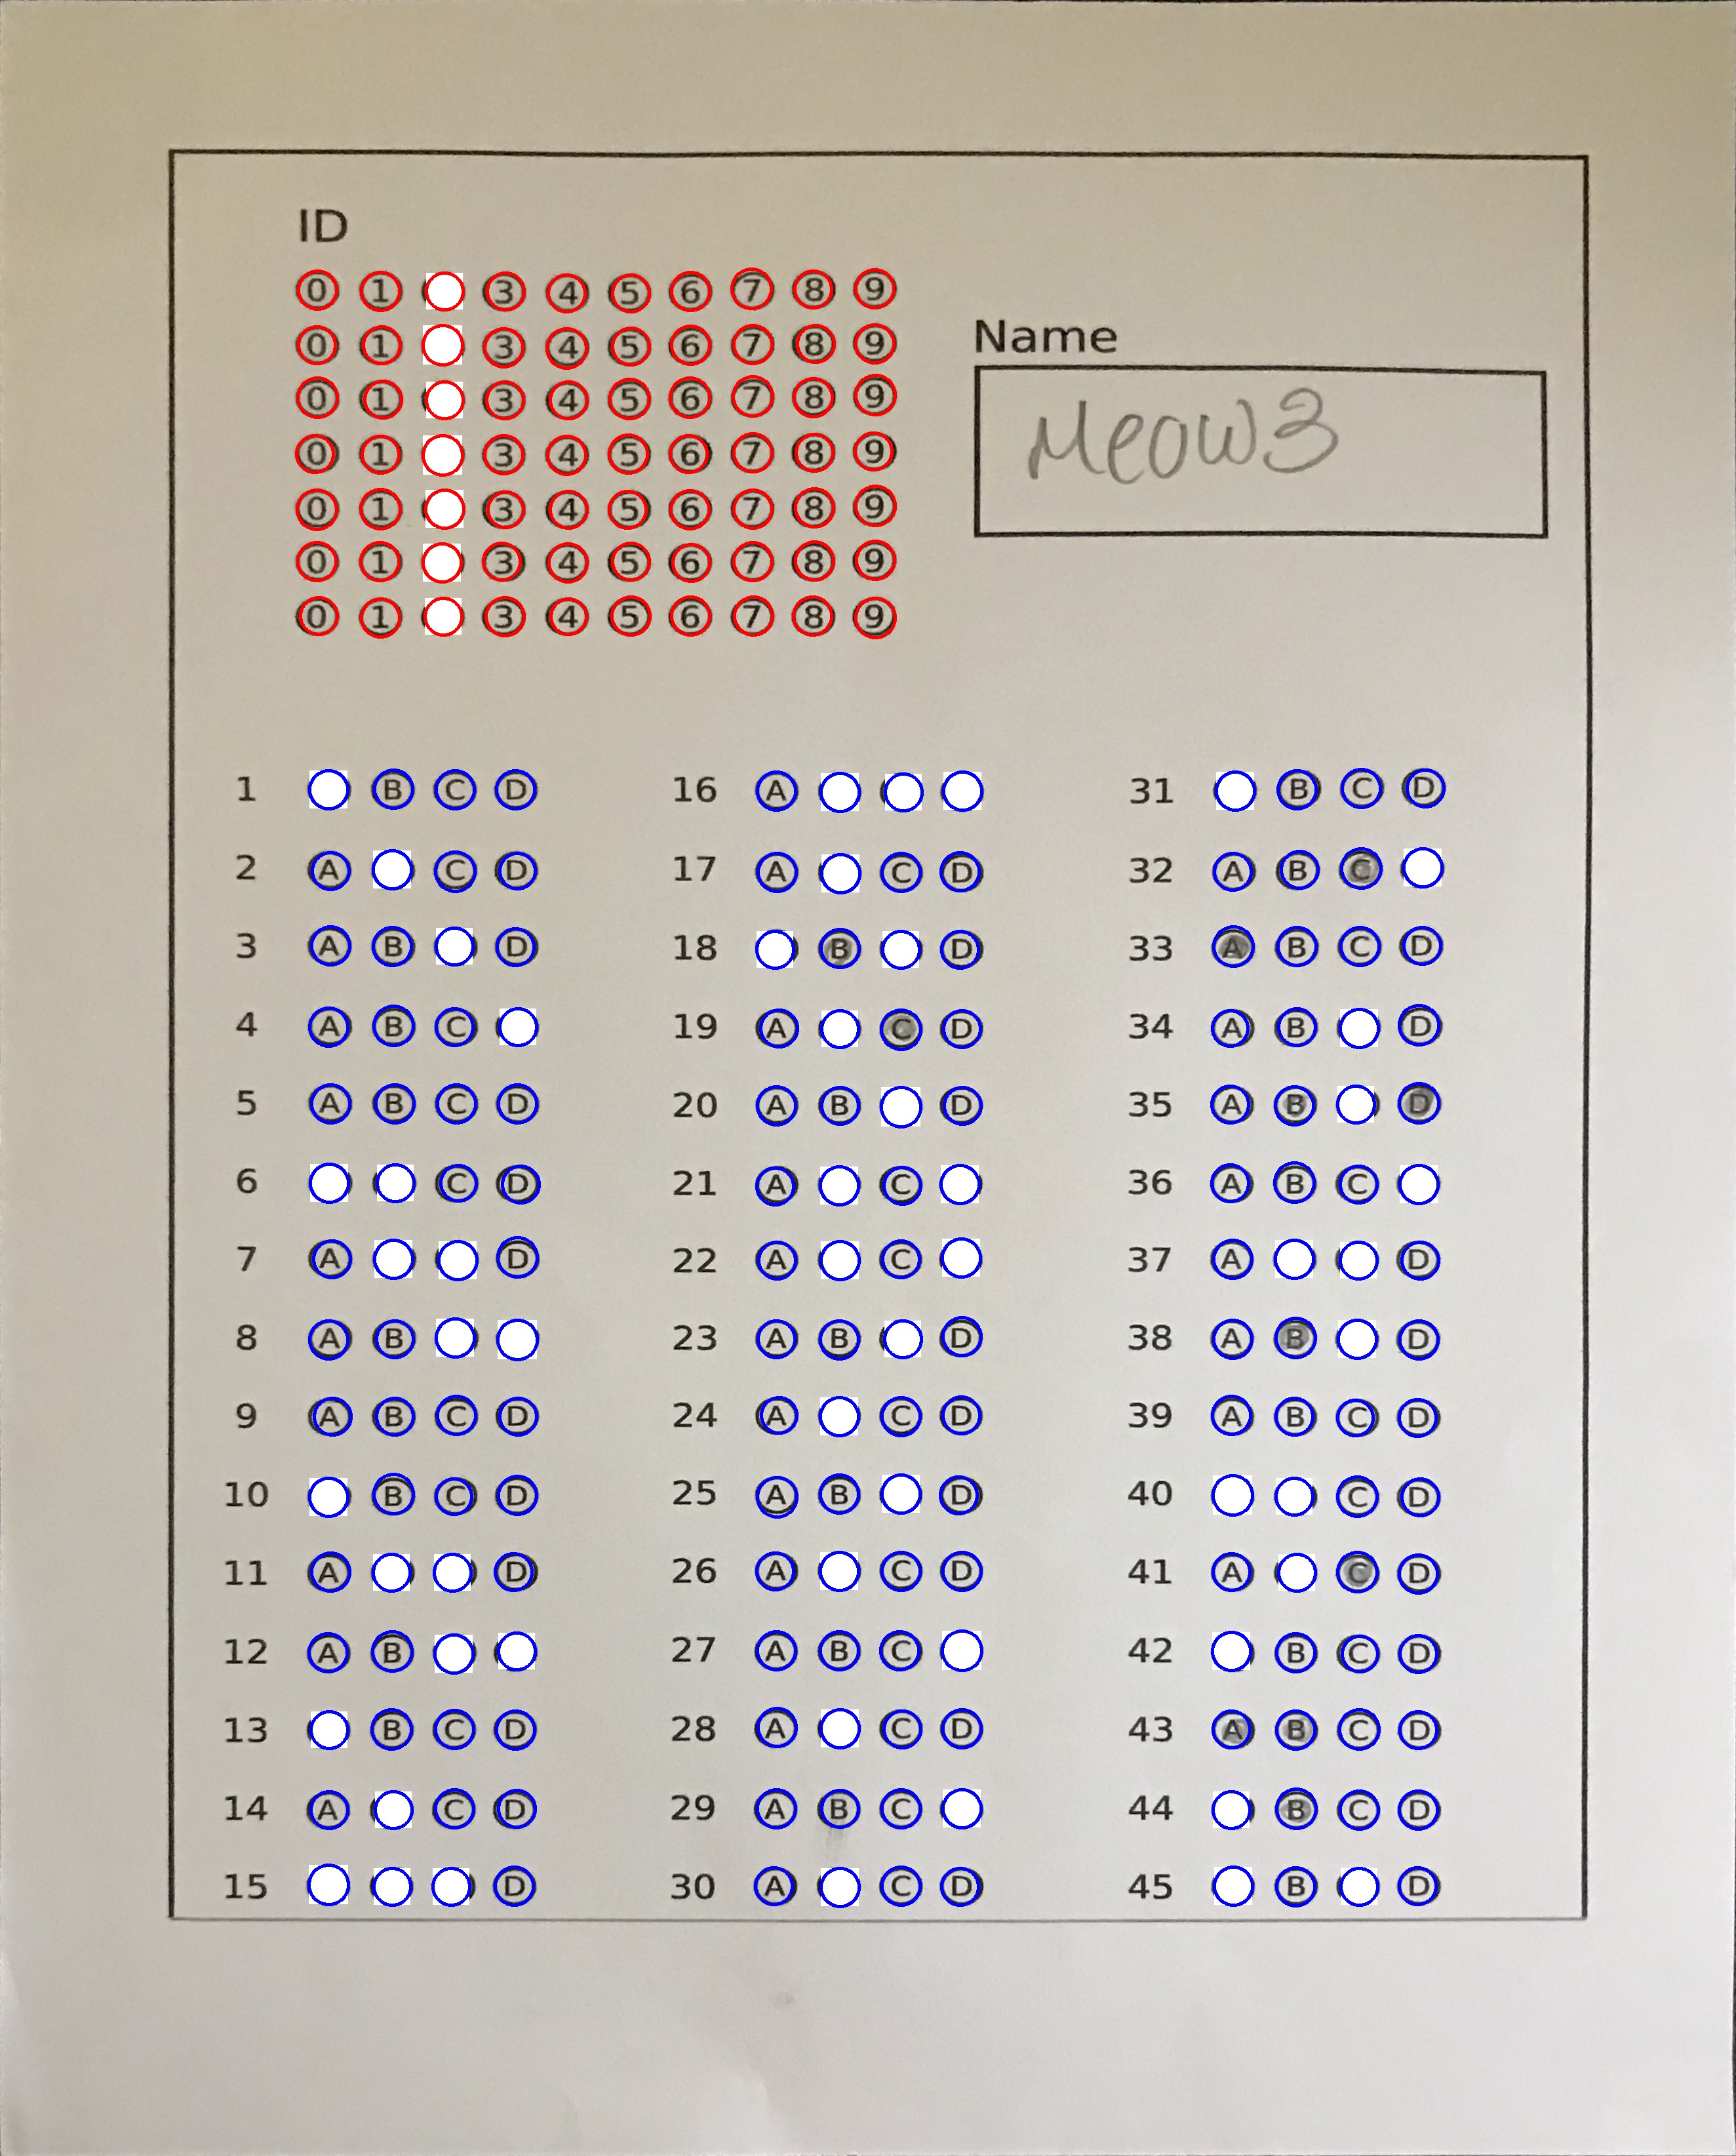 ID
0 1 3 4 5 6 7 8 9
0 1 3 4 5 6 7 8 9
Name
0 1 3 4 5 6 7 8 9
Meow3
0 1 3 4 5 6 7 8 9
0 1 3 4 5 6 7 8 9
0 1 3 4 5 6 7 8 9
0 1 3 4 5 6 7 8 9
1 B C D
2 A C D
3 A B D
4 A B C
5 A B C D
6 C D
7 A D
8 A B
9 A B C D
10 B C D
11 A D
12 A B
13 B C D
14 A C D
15 D
16 A
17 A C D
18 B D
19 A C D
20 A B D
21 A C
22 A C
23 A B D
24 A C D
25 A B D
26 A C D
27 A B C
28 A C D
29 A B C
30 A C D
31 B C D
32 A B C
33 A B C D
34 A B D
35 A B D
36 A B C
37 A D
38 A B D
39 A B C D
40 C D
41 A C D
42 B C D
43 A B C D
44 B C D
45 B D